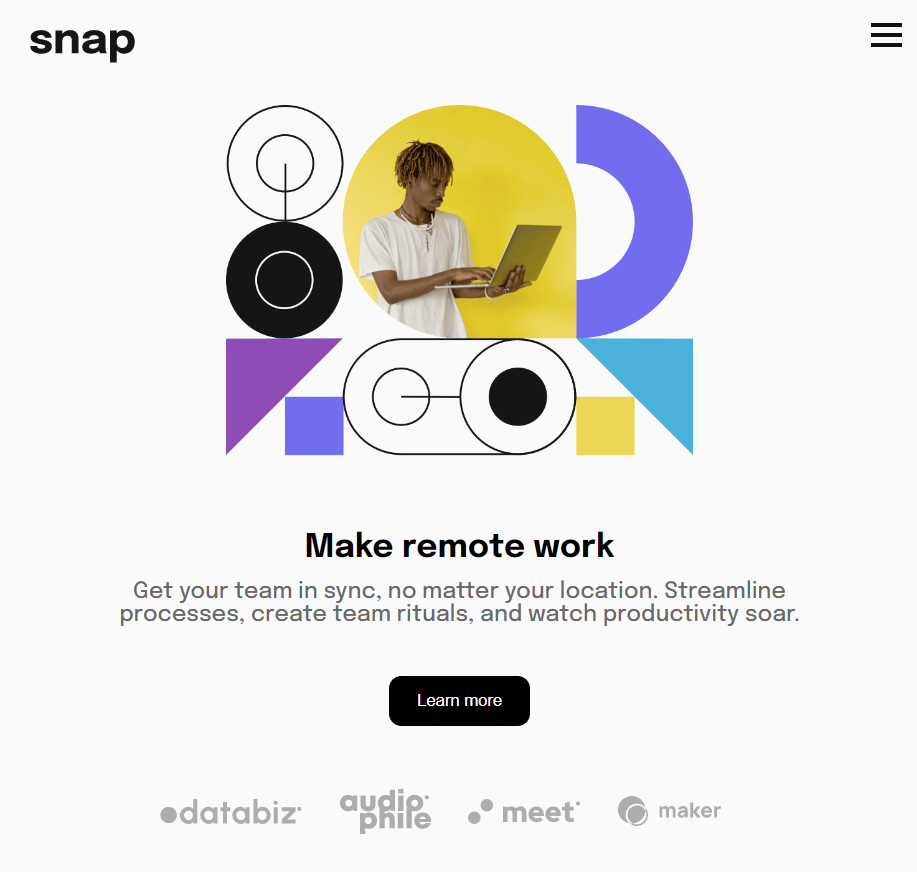 snap
Make remote work
Get your team in sync, no matter your location. Streamline
processes, create team rituals, and watch productivity soar.
Learn more
databiz
audio
phile
meet
maker